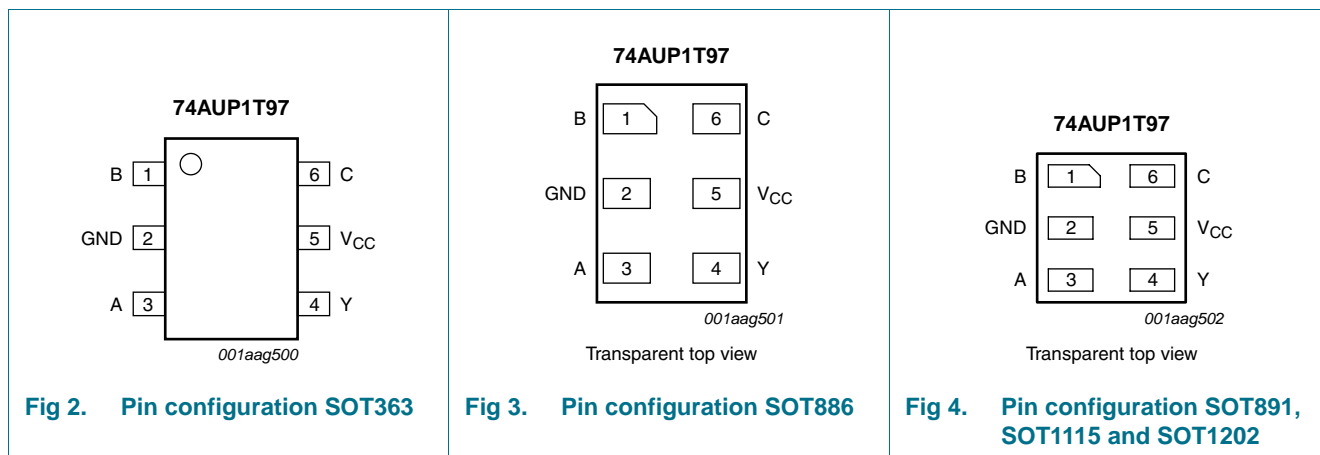 74AUP1T97
B 1 6 C
GND 2 5 VCC
A 3 4 Y
001aag500
Fig 2. Pin configuration SOT363
74AUP1T97
B 1 6 C
GND 2 5 VCC
A 3 4 Y
001aag501
Transparent top view
Fig 3. Pin configuration SOT886
74AUP1T97
B 1 6 C
GND 2 5 VCC
A 3 4 Y
001aag502
Transparent top view
Fig 4. Pin configuration SOT891,
SOT1115 and SOT1202